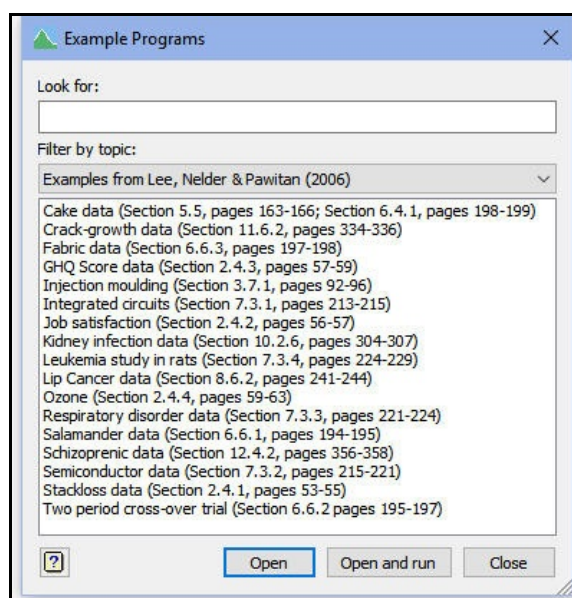 Example Programs
Look for:
Filter by topic:
Examples from Lee, Nelder & Pawitan (2006)
Cake data (Section 5.5, pages 163-166; Section 6.4.1, pages 198-199)
Crack-growth data (Section 11.6.2, pages 334-336)
Fabric data (Section 6.6.3, pages 197-198)
GHQ Score data (Section 2.4.3, pages 57-59)
Injection moulding (Section 3.7.1, pages 92-96)
Integrated circuits (Section 7.3.1, pages 213-215)
Job satisfaction (Section 2.4.2, pages 56-57)
Kidney infection data (Section 10.2.6, pages 304-307)
Leukemia study in rats (Section 7.3.4, pages 224-229)
Lip Cancer data (Section 8.6.2, pages 241-244)
Ozone (Section 2.4.4, pages 59-63)
Respiratory disorder data (Section 7.3.3, pages 221-224)
Salamander data (Section 6.6.1, pages 194-195)
Schizoprenic data (Section 12.4.2, pages 356-358)
Semiconductor data (Section 7.3.2, pages 215-221)
Stackloss data (Section 2.4.1, pages 53-55)
Two period cross-over trial (Section 6.6.2 pages 195-197)
? Open Open and run Close